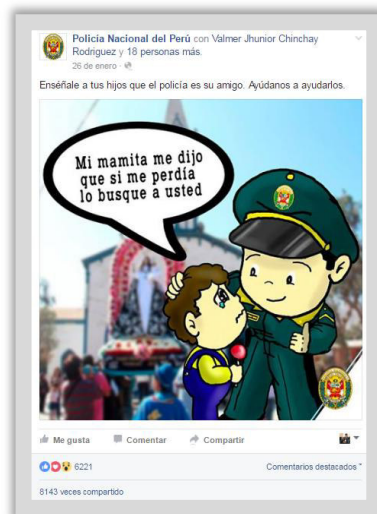 Policía Nacional del Perú con Valmer Jhunior Chinchay
Rodriguez y 18 personas más.
26 de enero ·
Enséñale a tus hijos que el policía es su amigo. Ayúdanos a ayudarlos.
Mi mamita me dijo
que si me perdía
lo busque a usted
Me gusta Comentar Compartir
6221 Comentarios destacados
8143 veces compartido